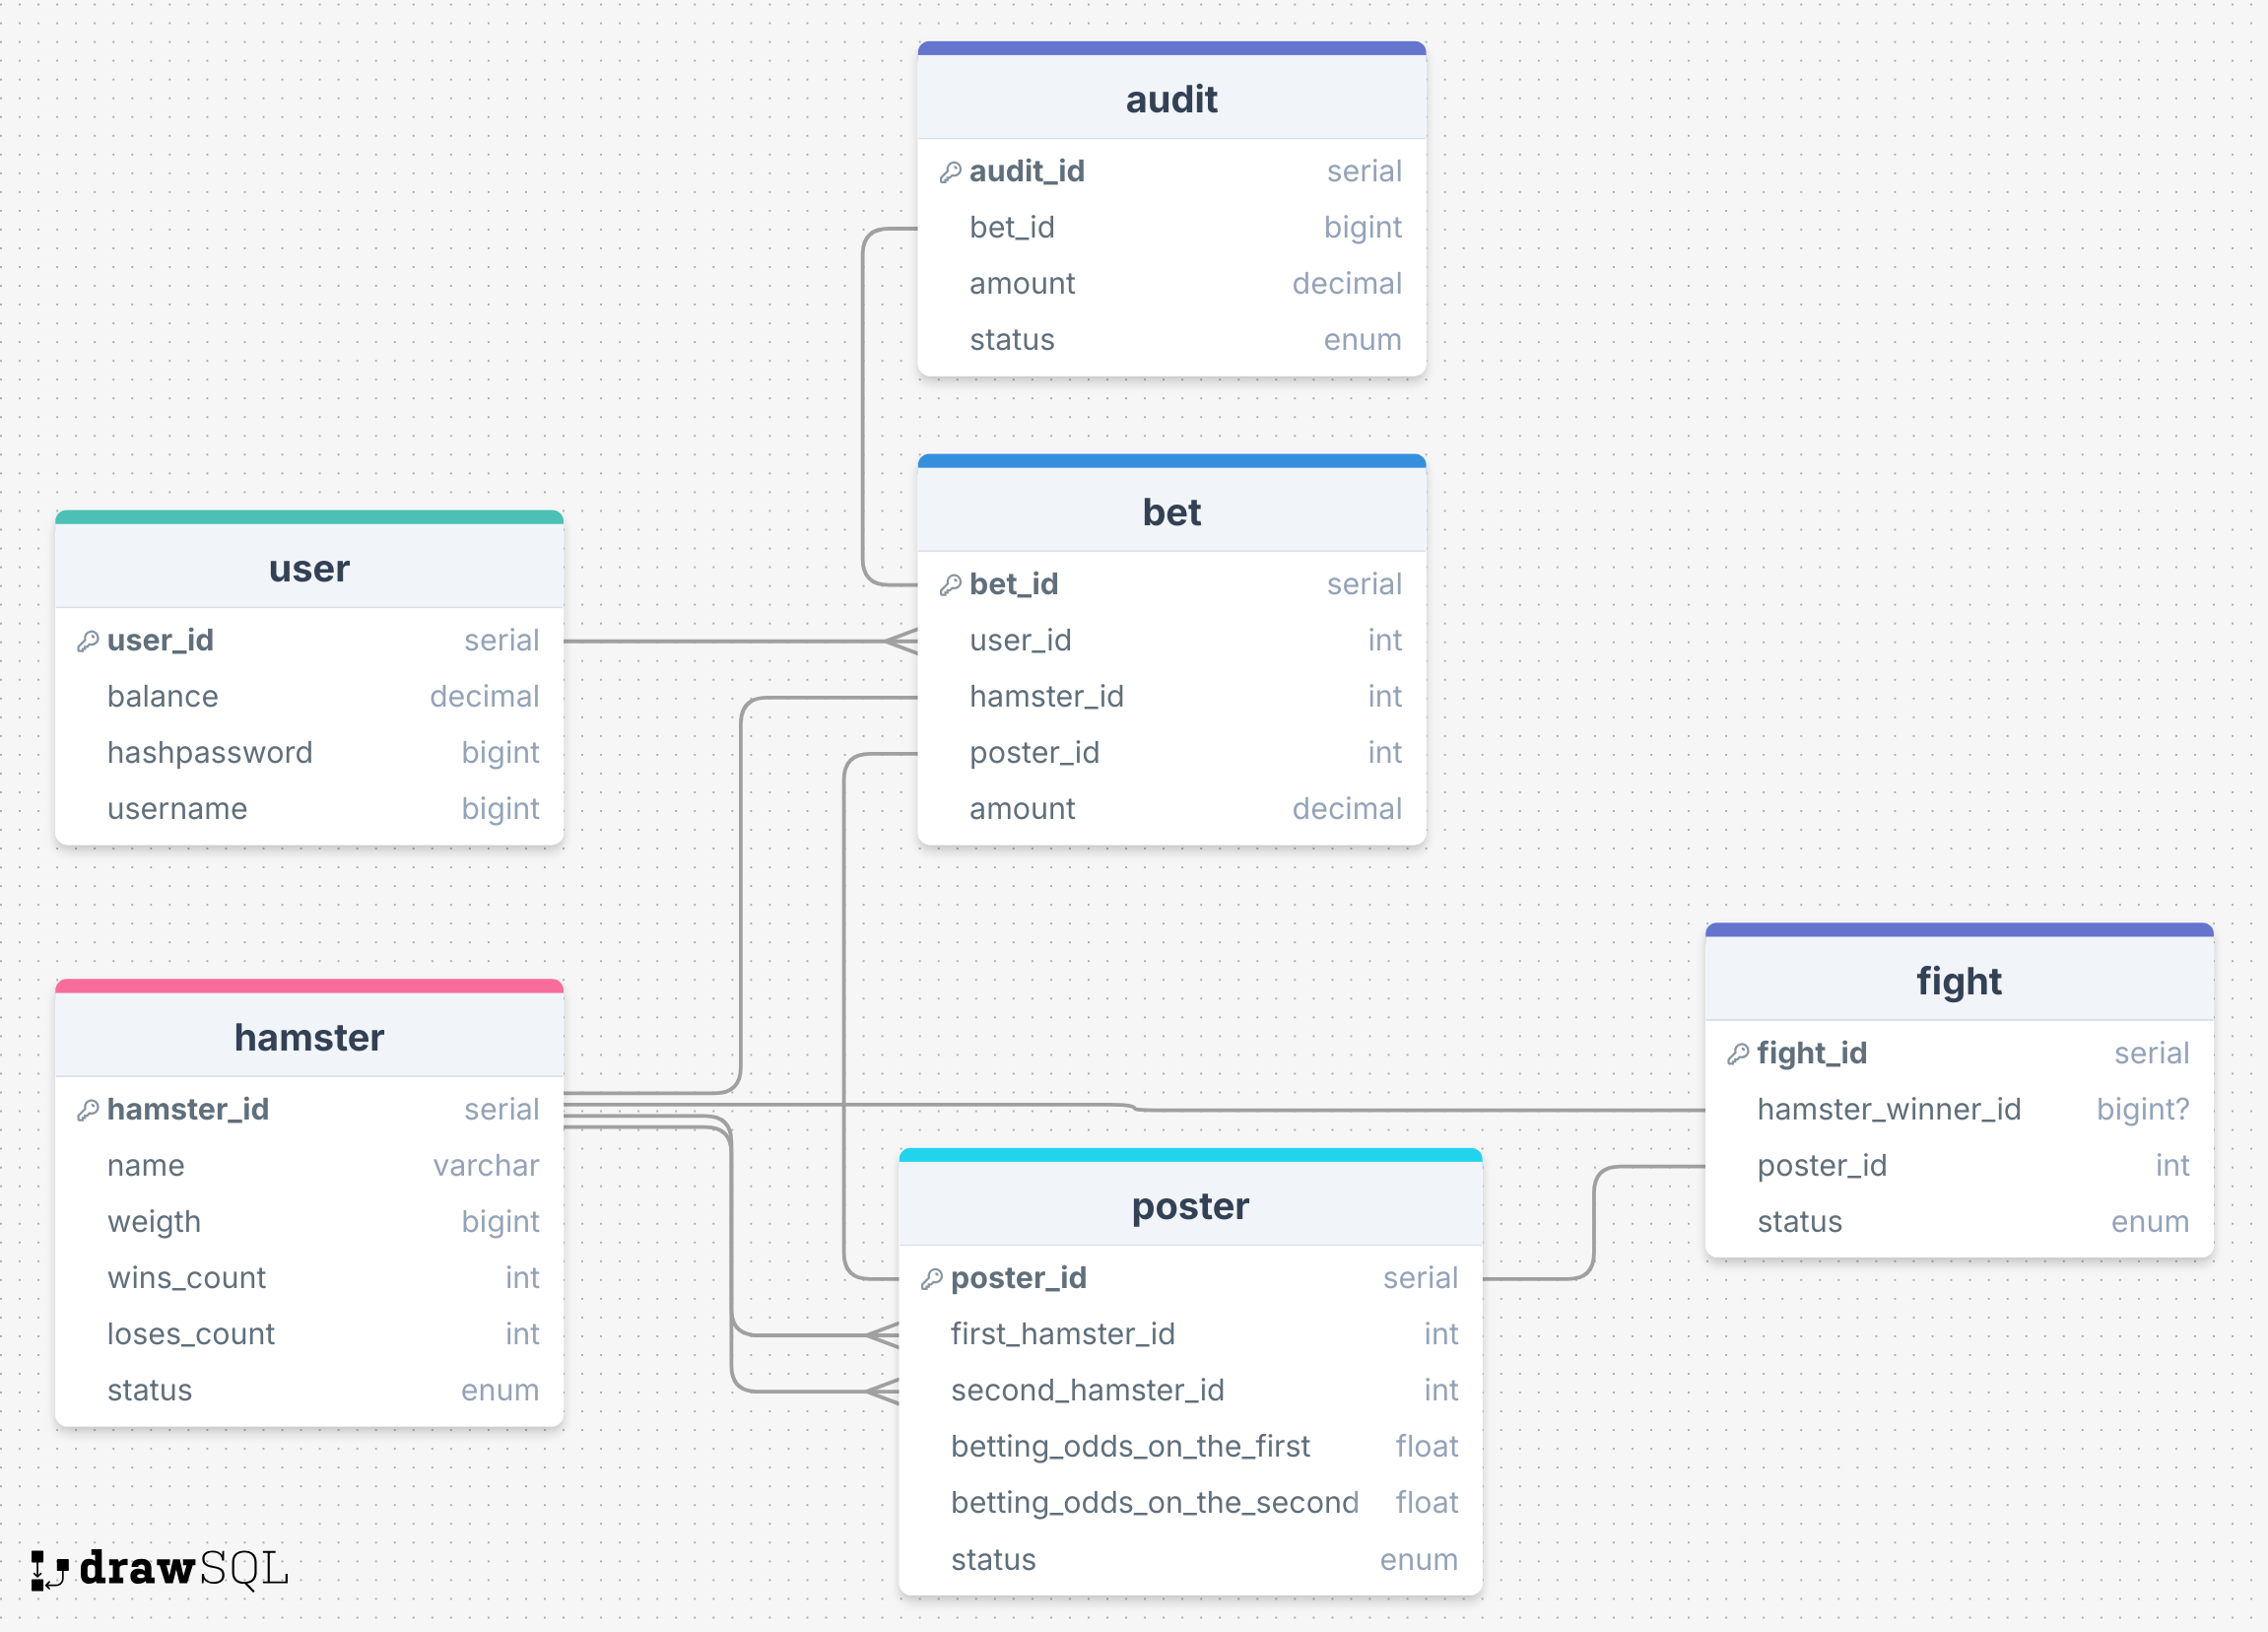 audit
audit_id serial
bet_id bigint
amount decimal
status enum
bet
bet_id serial
user_id int
hamster_id int
poster_id int
amount decimal
user
user_id serial
balance decimal
hashpassword bigint
username bigint
hamster
hamster_id serial
name varchar
weigth bigint
wins_count int
loses_count int
status enum
fight
fight_id serial
hamster_winner_id bigint?
poster_id int
status enum
poster
poster_id serial
first_hamster_id int
second_hamster_id int
betting_odds_on_the_first float
betting_odds_on_the_second float
status enum
drawSQL